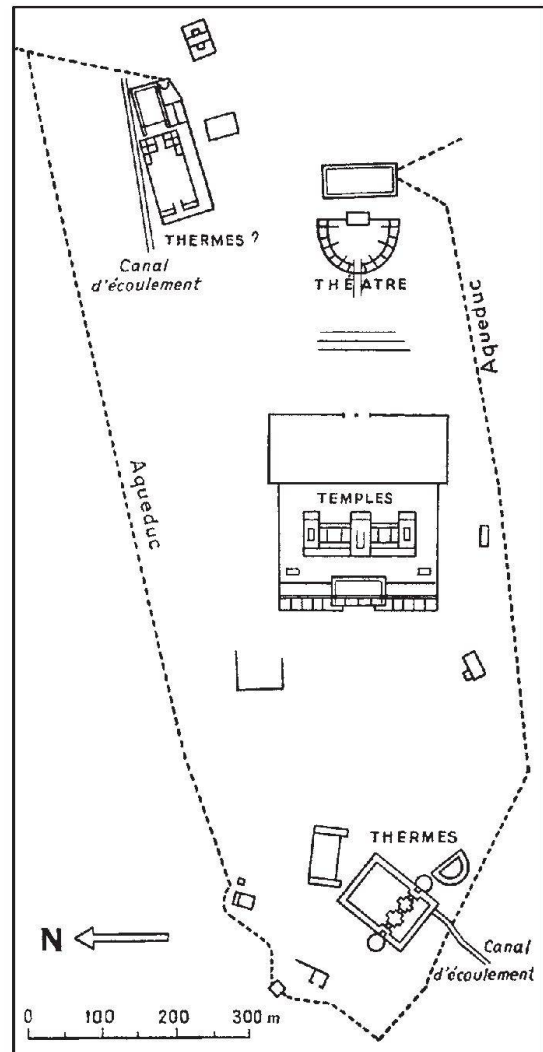 THERMES ?
Canal
d'écoulement
THÉATRE
Aqueduc
Aqueduc
TEMPLES
THERMES
N
Canal
d'écoulement
0 100 200 300 m